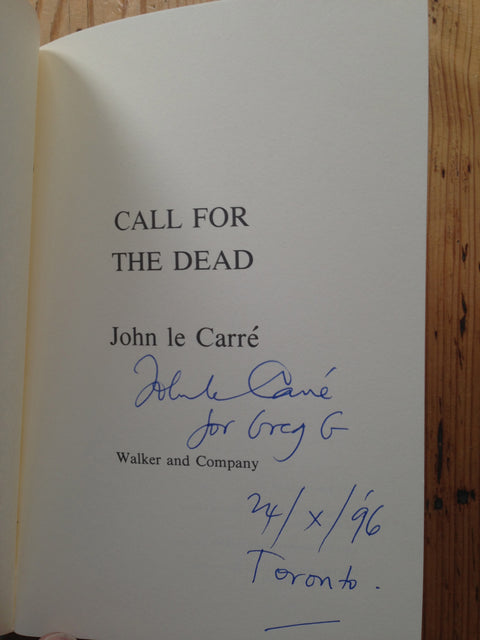 CALL FOR
THE DEAD
John le Carré
John le Carré
for Greg G
Walker and Company
24/X/'96
Toronto.